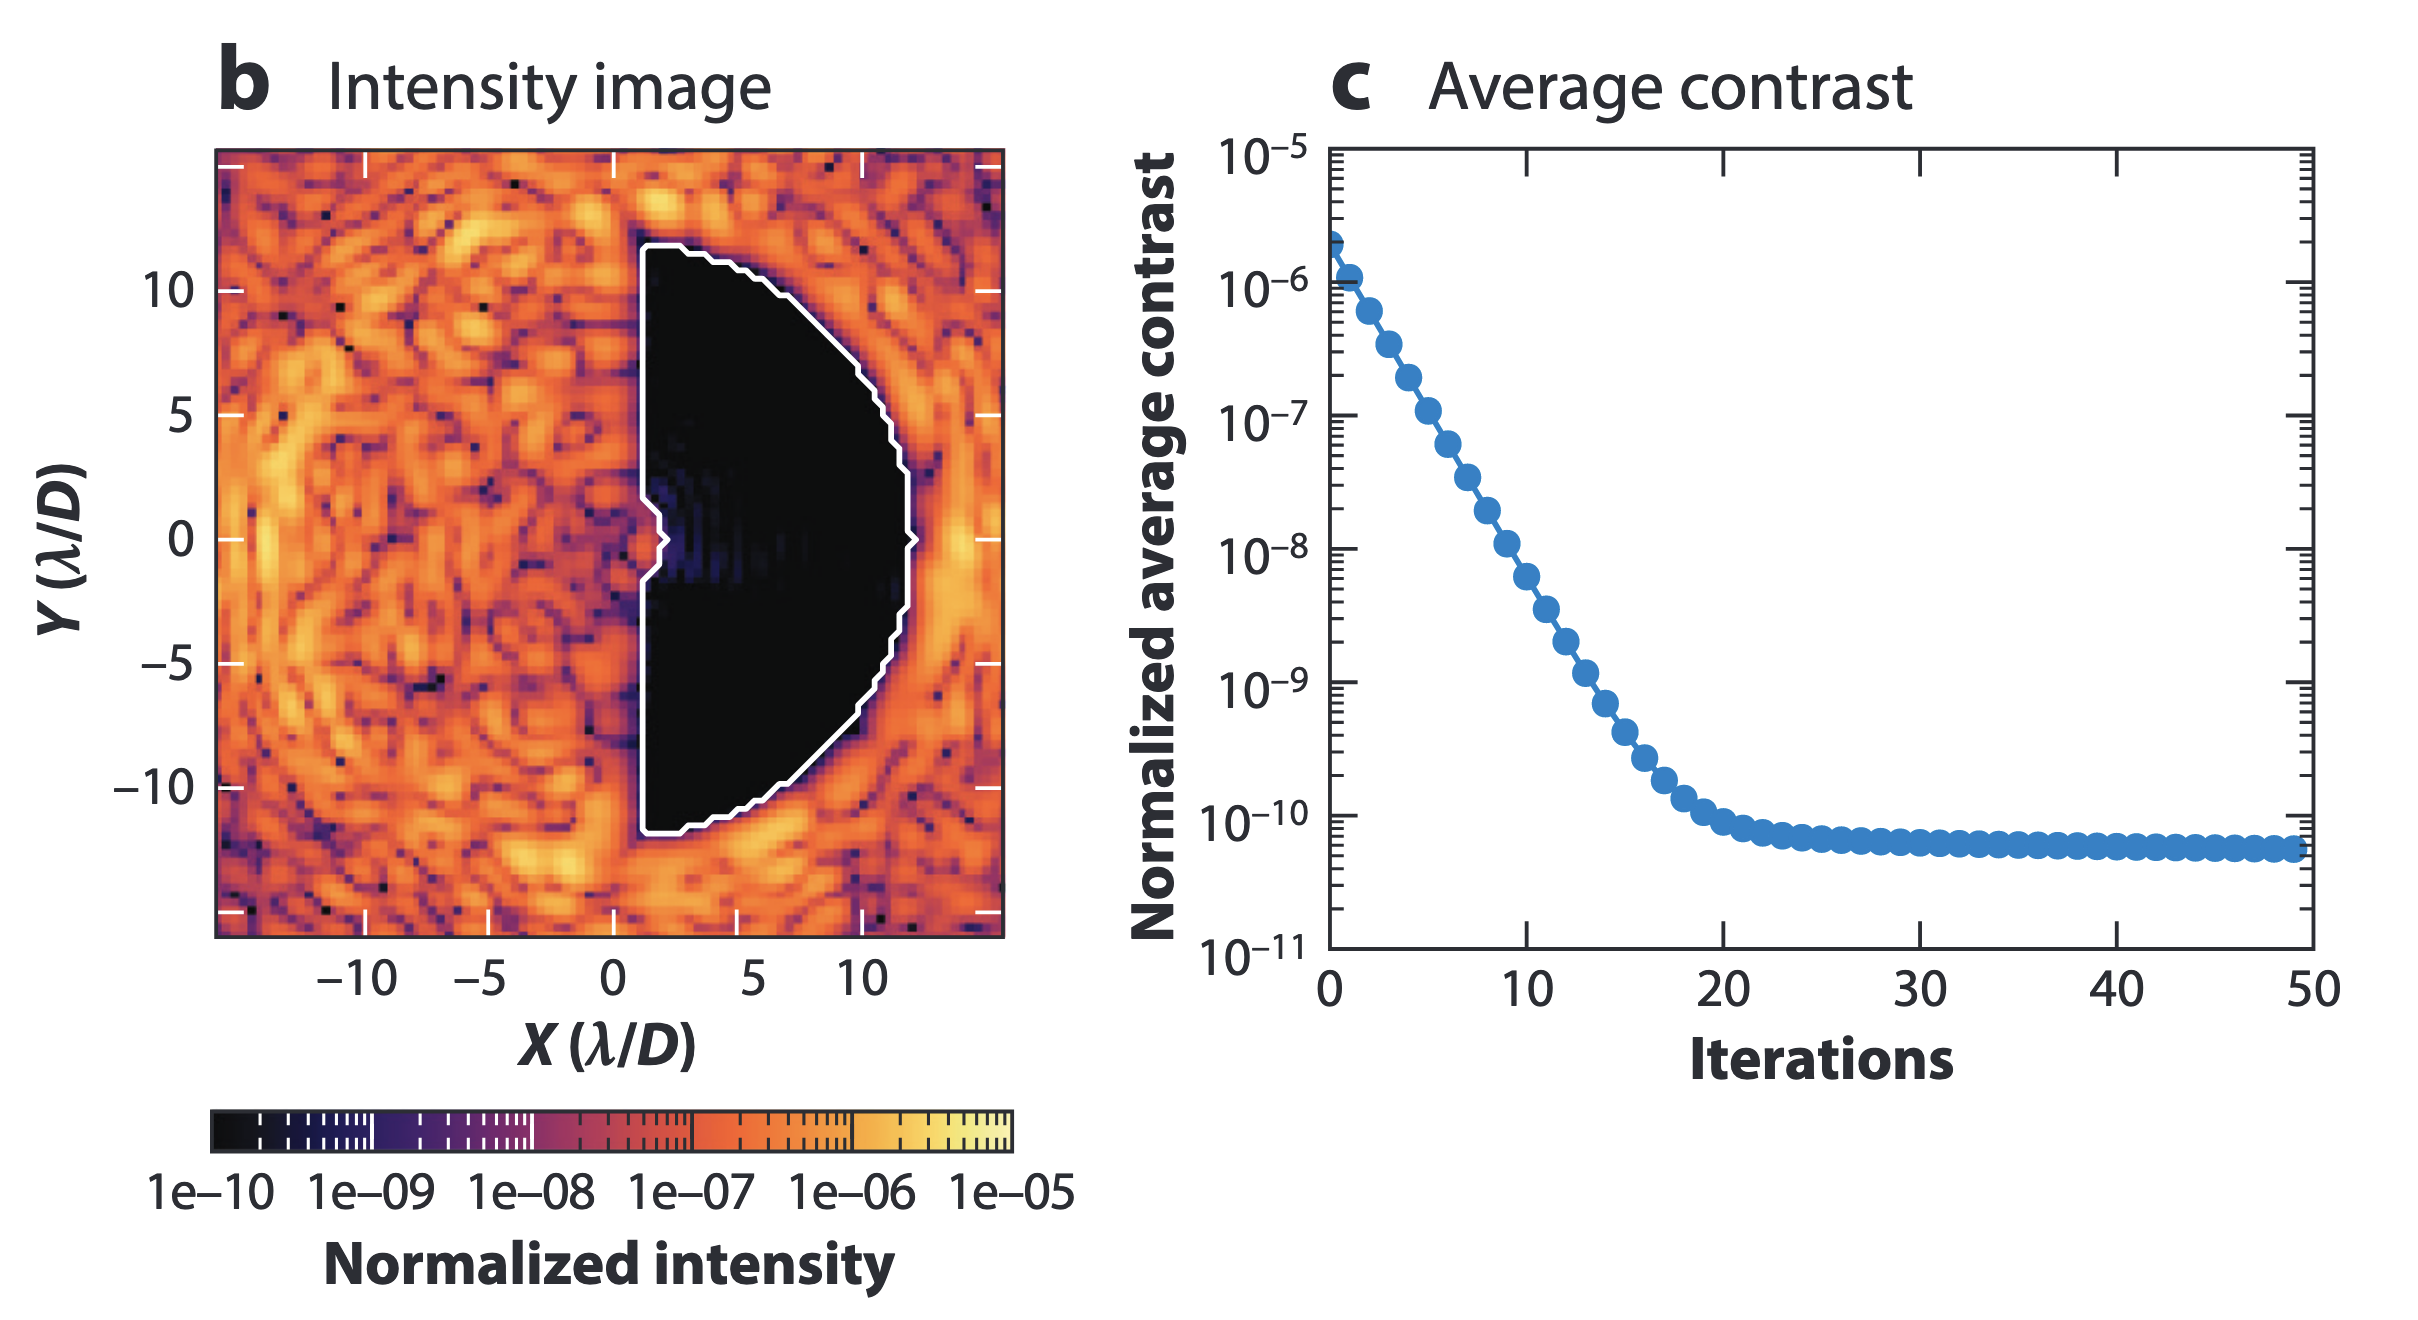 b Intensity image
10
5
0
–5
–10
Y (λ/D)
–10 –5 0 5 10
X (λ/D)
1e–10 1e–09 1e–08 1e–07 1e–06 1e–05
Normalized intensity
c Average contrast
10⁻⁵
10⁻⁶
10⁻⁷
10⁻⁸
10⁻⁹
10⁻¹⁰
10⁻¹¹
Normalized average contrast
0 10 20 30 40 50
Iterations